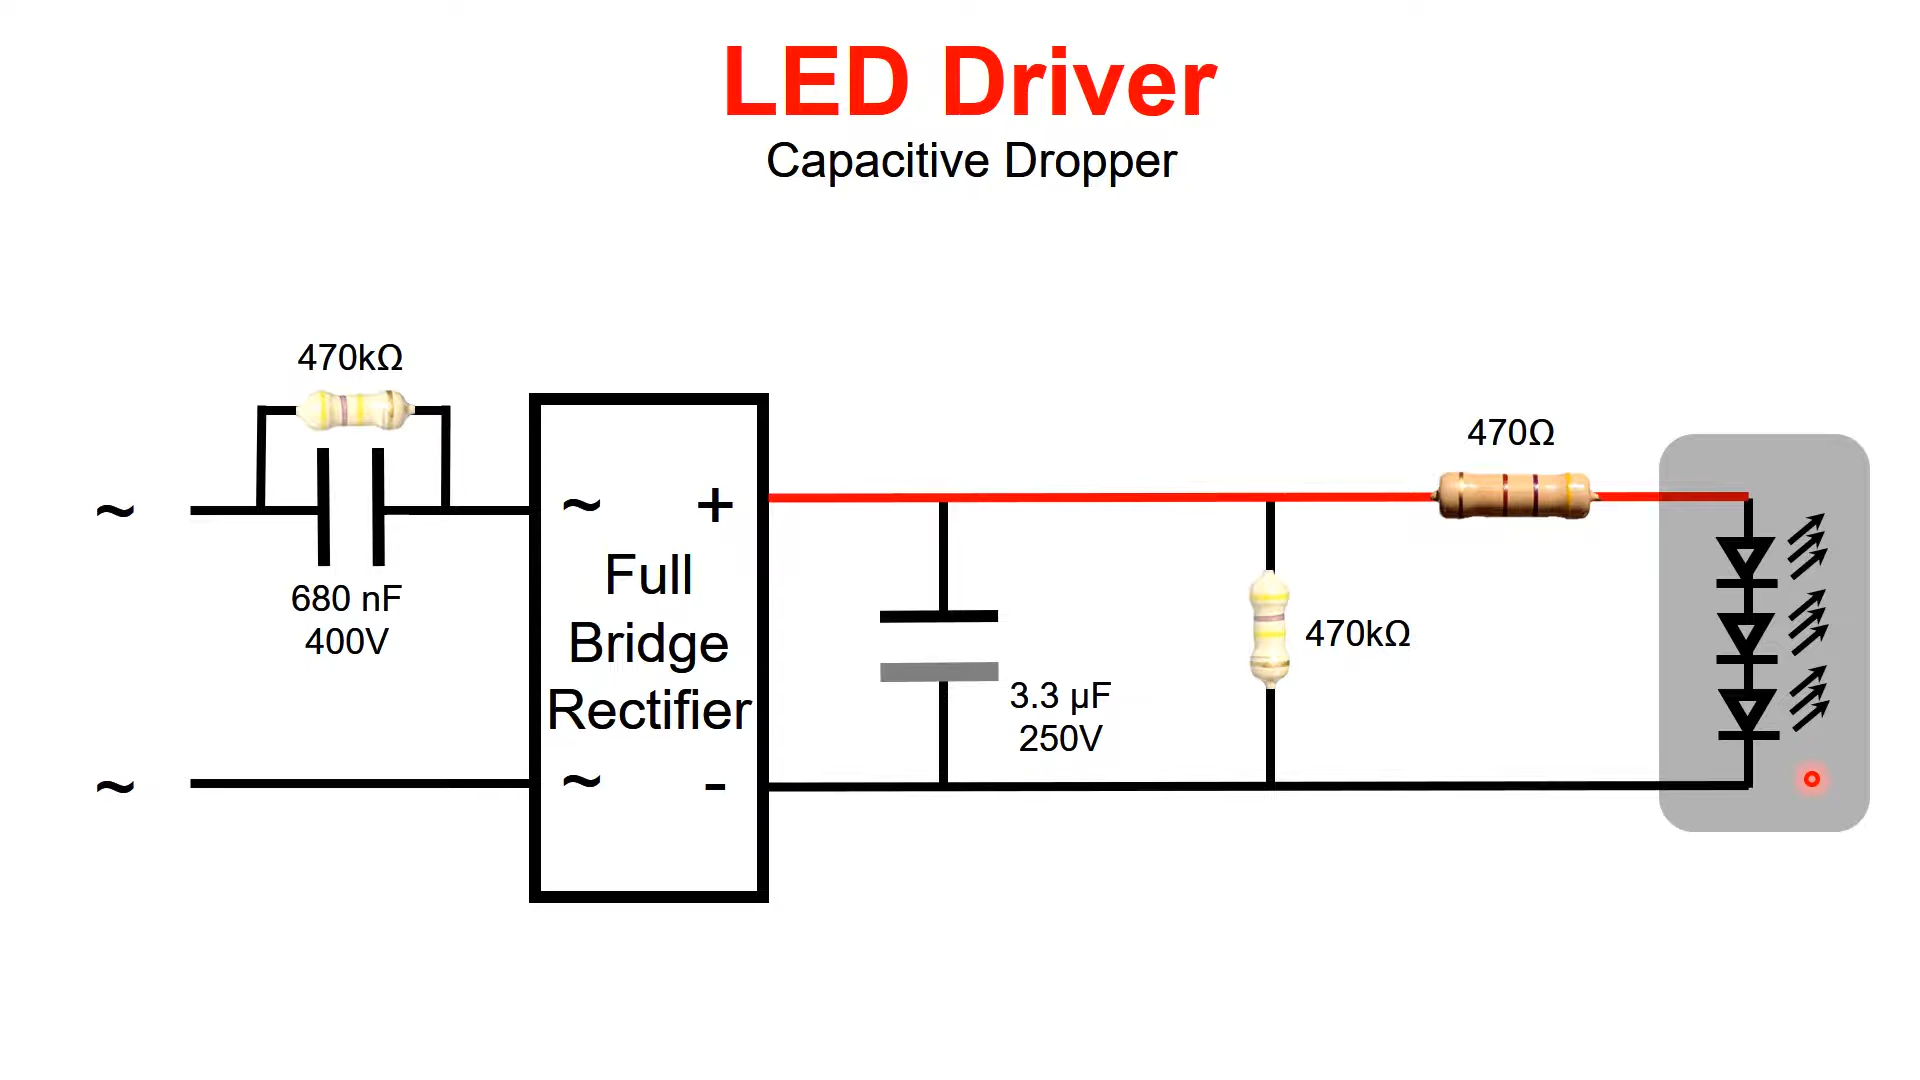 LED Driver
Capacitive Dropper
470kΩ
680 nF
400V
~
~
~ +
Full
Bridge
Rectifier
~ -
3.3 µF
250V
470kΩ
470Ω